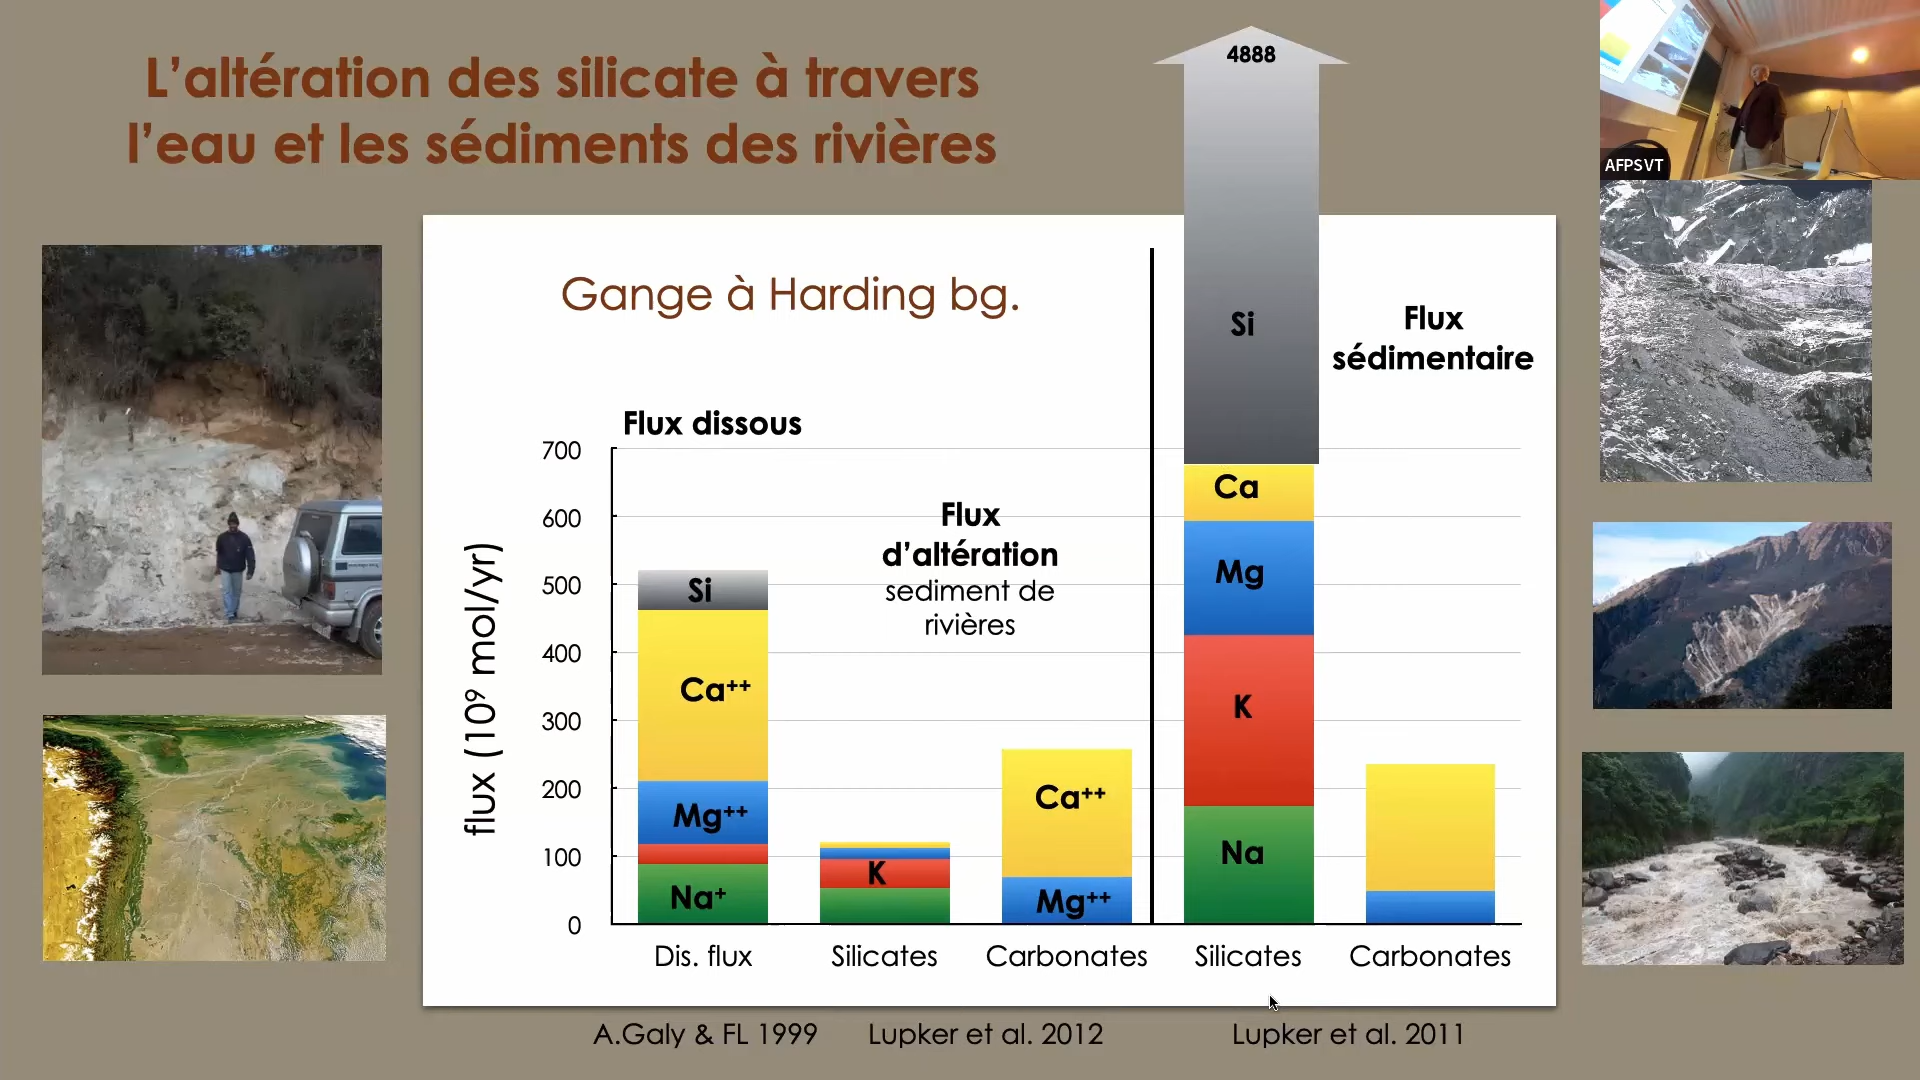 L’altération des silicate à travers
l’eau et les sédiments des rivières
4888
AFPSVT
Gange à Harding bg.
Si
Flux
sédimentaire
Flux dissous
700
600
500
400
300
200
100
0
flux (10⁹ mol/yr)
Flux
d’altération
sediment de
rivières
Si
Ca++
Mg++
Na+
K
Ca++
Mg++
Ca
Mg
K
Na
Dis. flux
Silicates
Carbonates
Silicates
Carbonates
A.Galy & FL 1999
Lupker et al. 2012
Lupker et al. 2011